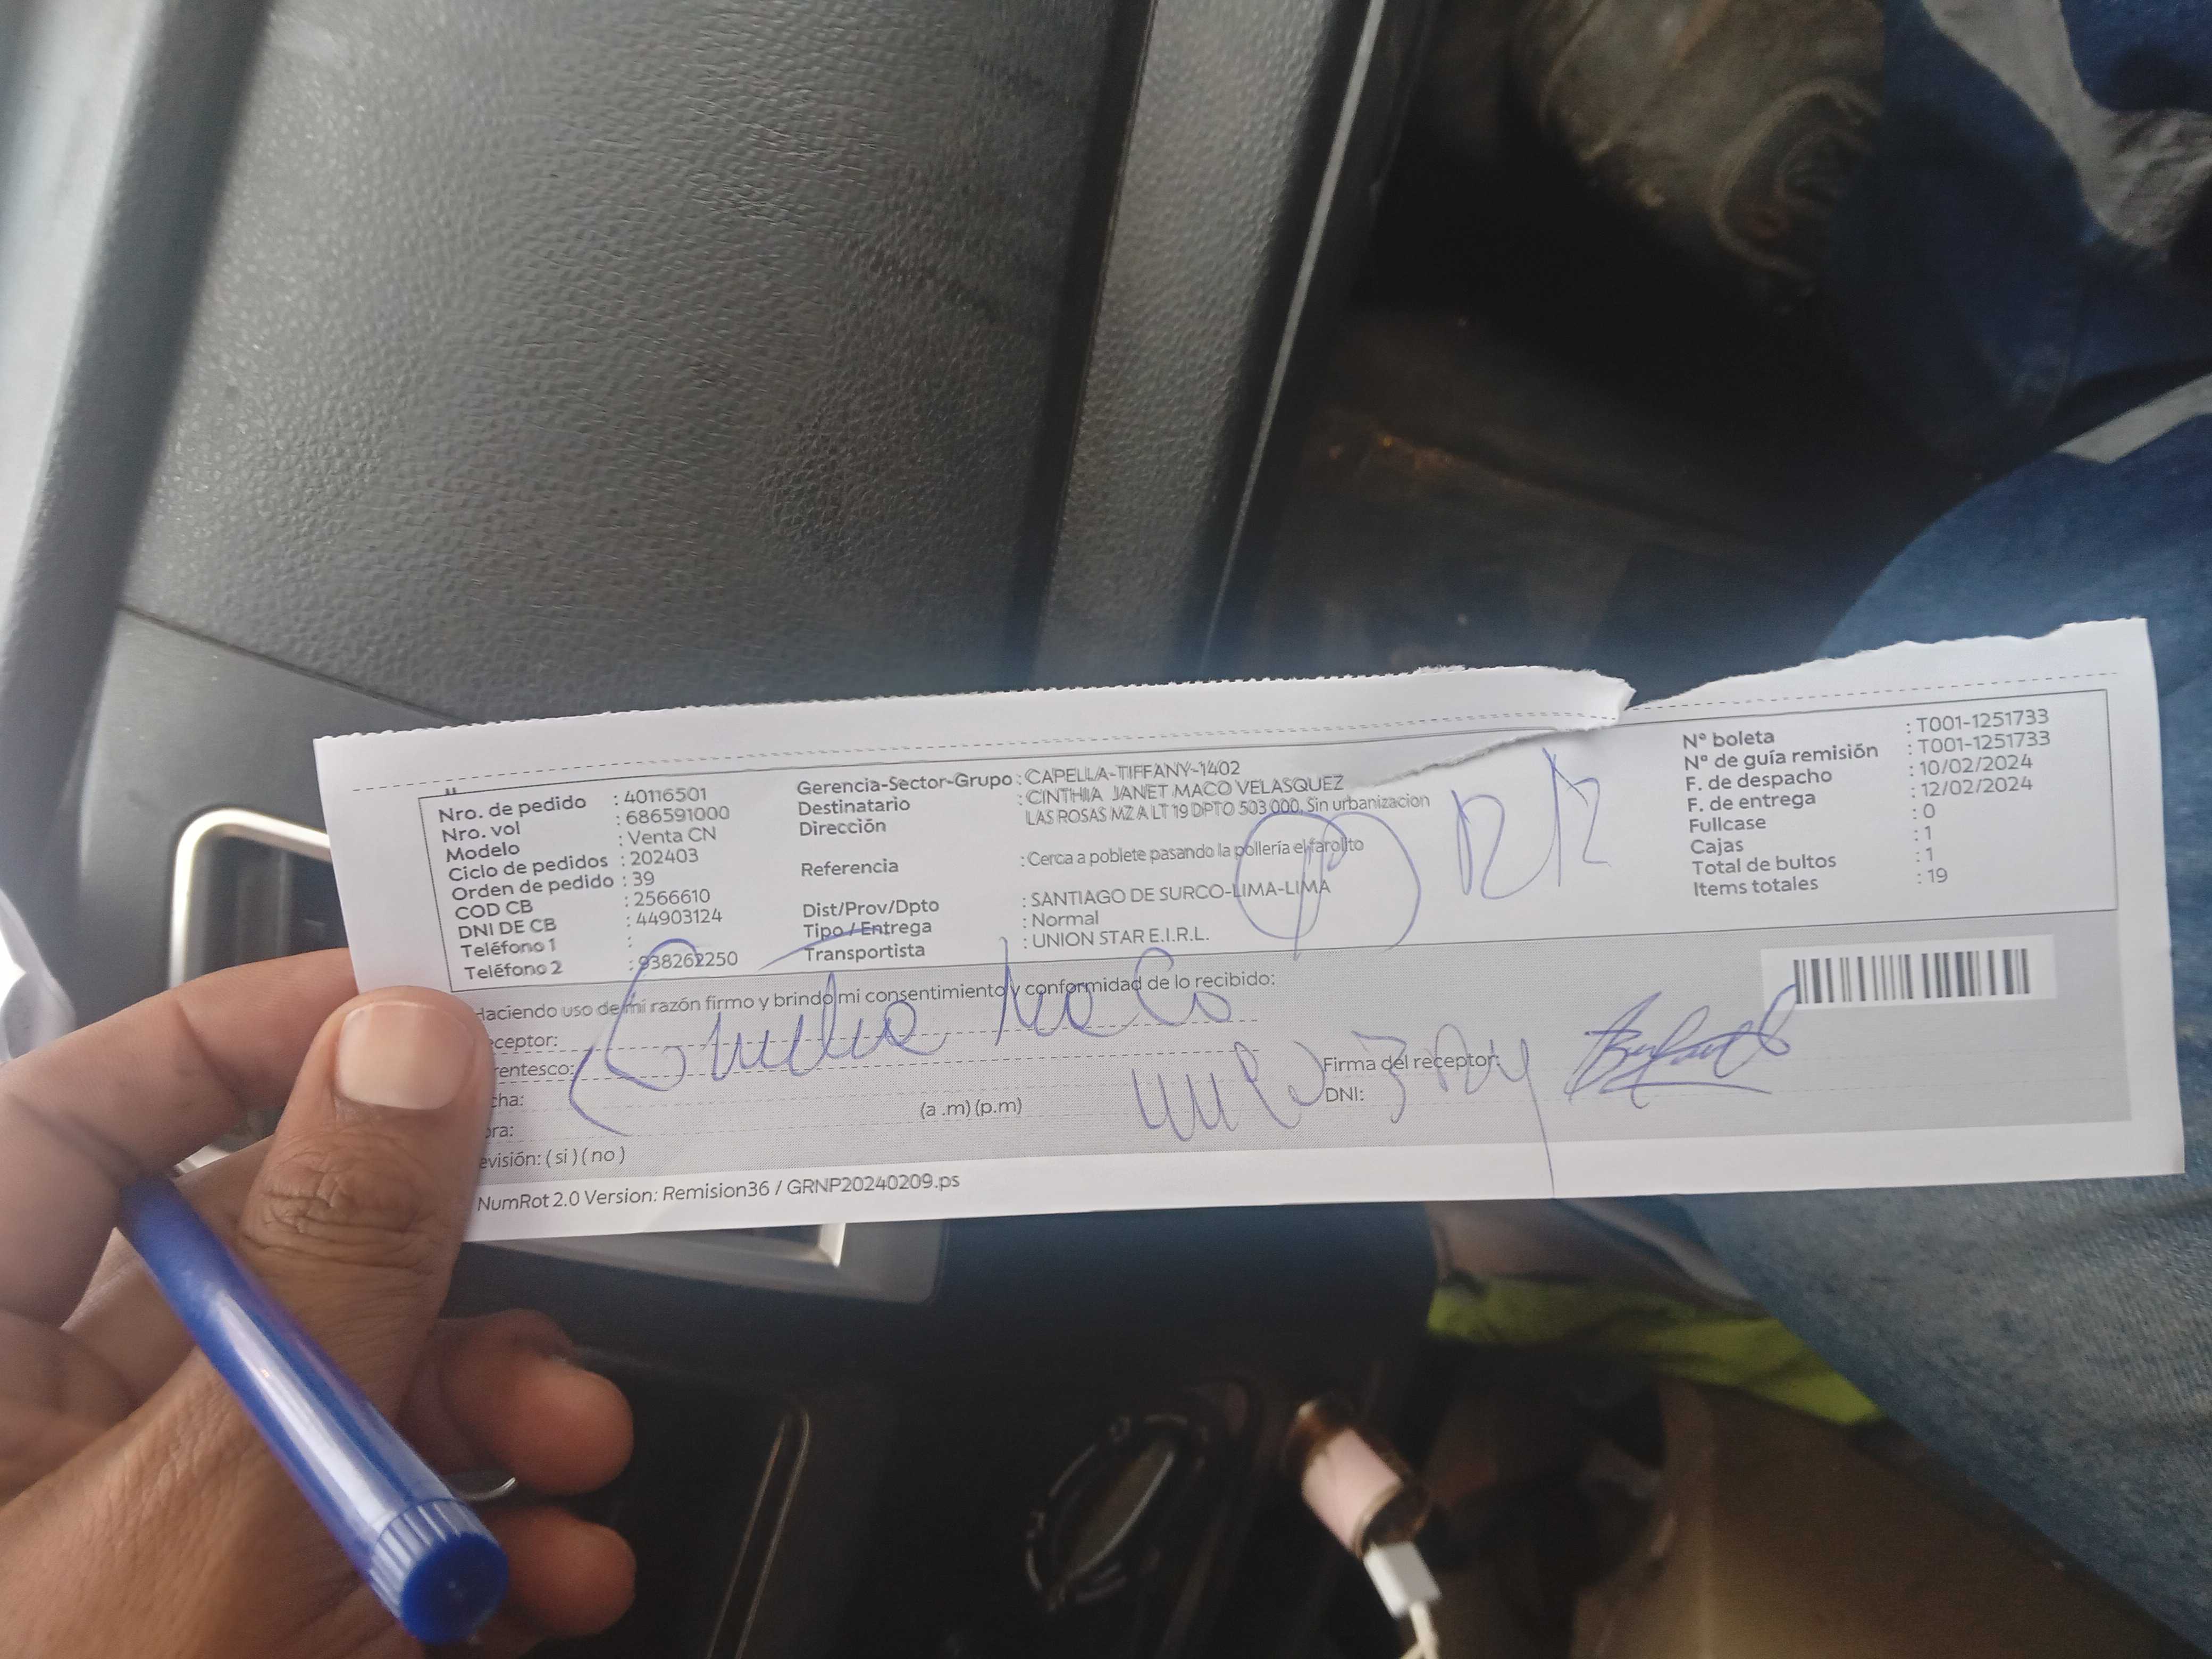 Nro. de pedido : 40116501
Nro. vol : 686591000
Modelo : Venta CN
Ciclo de pedidos : 202403
Orden de pedido : 39
COD CB : 2566610
DNI DE CB : 44903124
Teléfono 1 :
Teléfono 2 : 938262250
Gerencia-Sector-Grupo : CAPELLA-TIFFANY-1402
Destinatario : CINTHIA JANET MACO VELASQUEZ
Dirección LAS ROSAS MZ A LT 19 DPTO 503 000, Sin urbanizacion
Referencia : Cerca a poblete pasando la pollería el farolito
Dist/Prov/Dpto : SANTIAGO DE SURCO-LIMA-LIMA
Tipo / Entrega : Normal
Transportista : UNION STAR E.I.R.L.
N° boleta : T001-1251733
N° de guía remisión : T001-1251733
F. de despacho : 10/02/2024
F. de entrega : 12/02/2024
Fullcase : 0
Cajas : 1
Total de bultos : 1
Items totales : 19
Haciendo uso de mi razón firmo y brindo mi consentimiento y conformidad de lo recibido:
ceptor:
rentesco:
cha:
ora: (a .m) (p.m)
evisión: ( si ) ( no )
Firma del receptor:
DNI:
NumRot 2.0 Version: Remision36 / GRNP20240209.ps